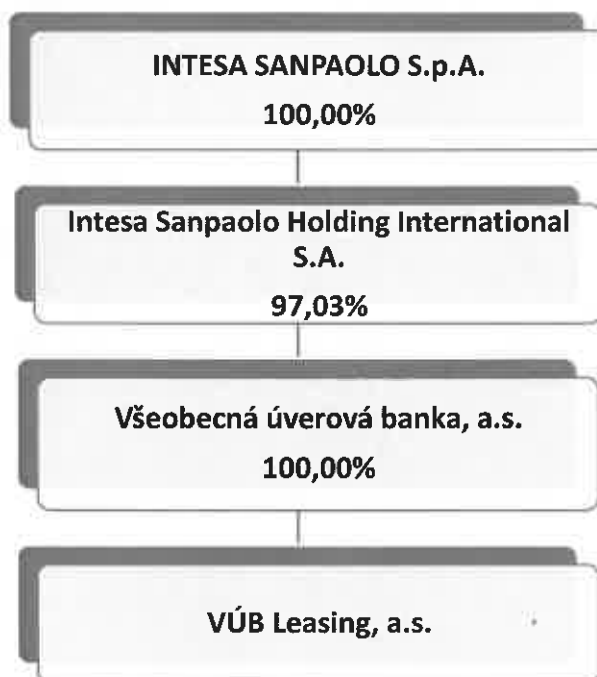 INTESA SANPAOLO S.p.A.
100,00%
Intesa Sanpaolo Holding International
S.A.
97,03%
Všeobecná úverová banka, a.s.
100,00%
VÚB Leasing, a.s.